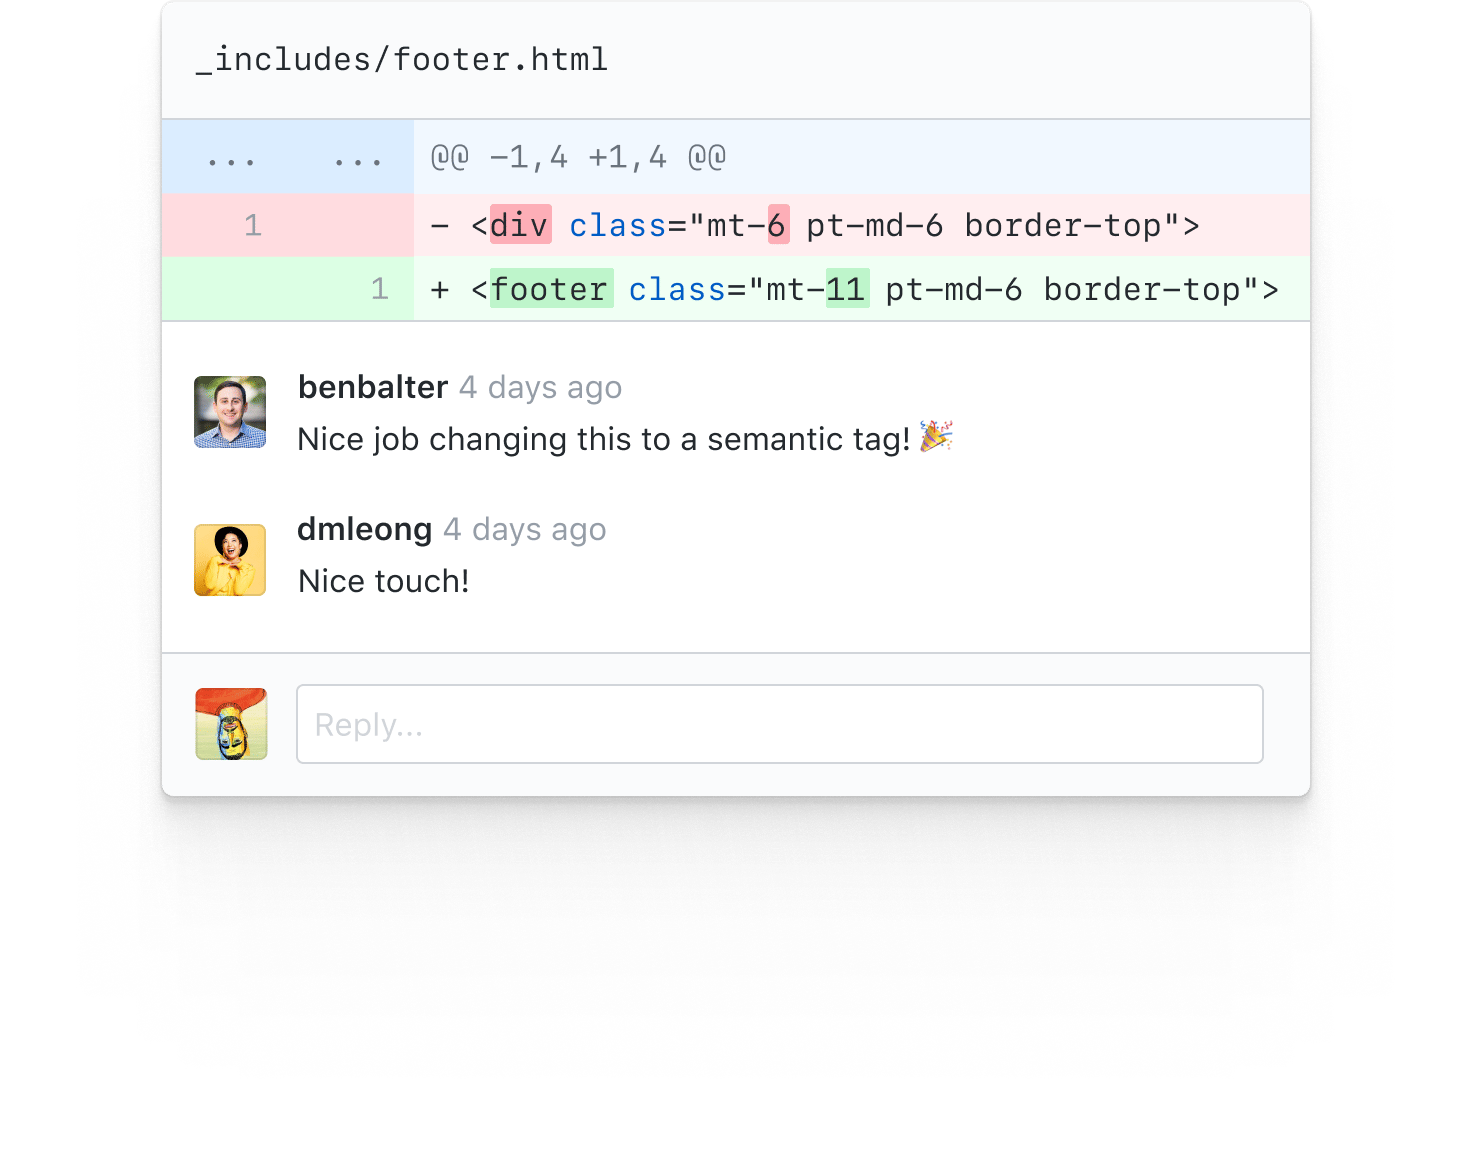 _includes/footer.html
... ... @@ -1,4 +1,4 @@
1 - <div class="mt-6 pt-md-6 border-top">
1 + <footer class="mt-11 pt-md-6 border-top">
benbalter 4 days ago
Nice job changing this to a semantic tag! 🎉
dmleong 4 days ago
Nice touch!
Reply...